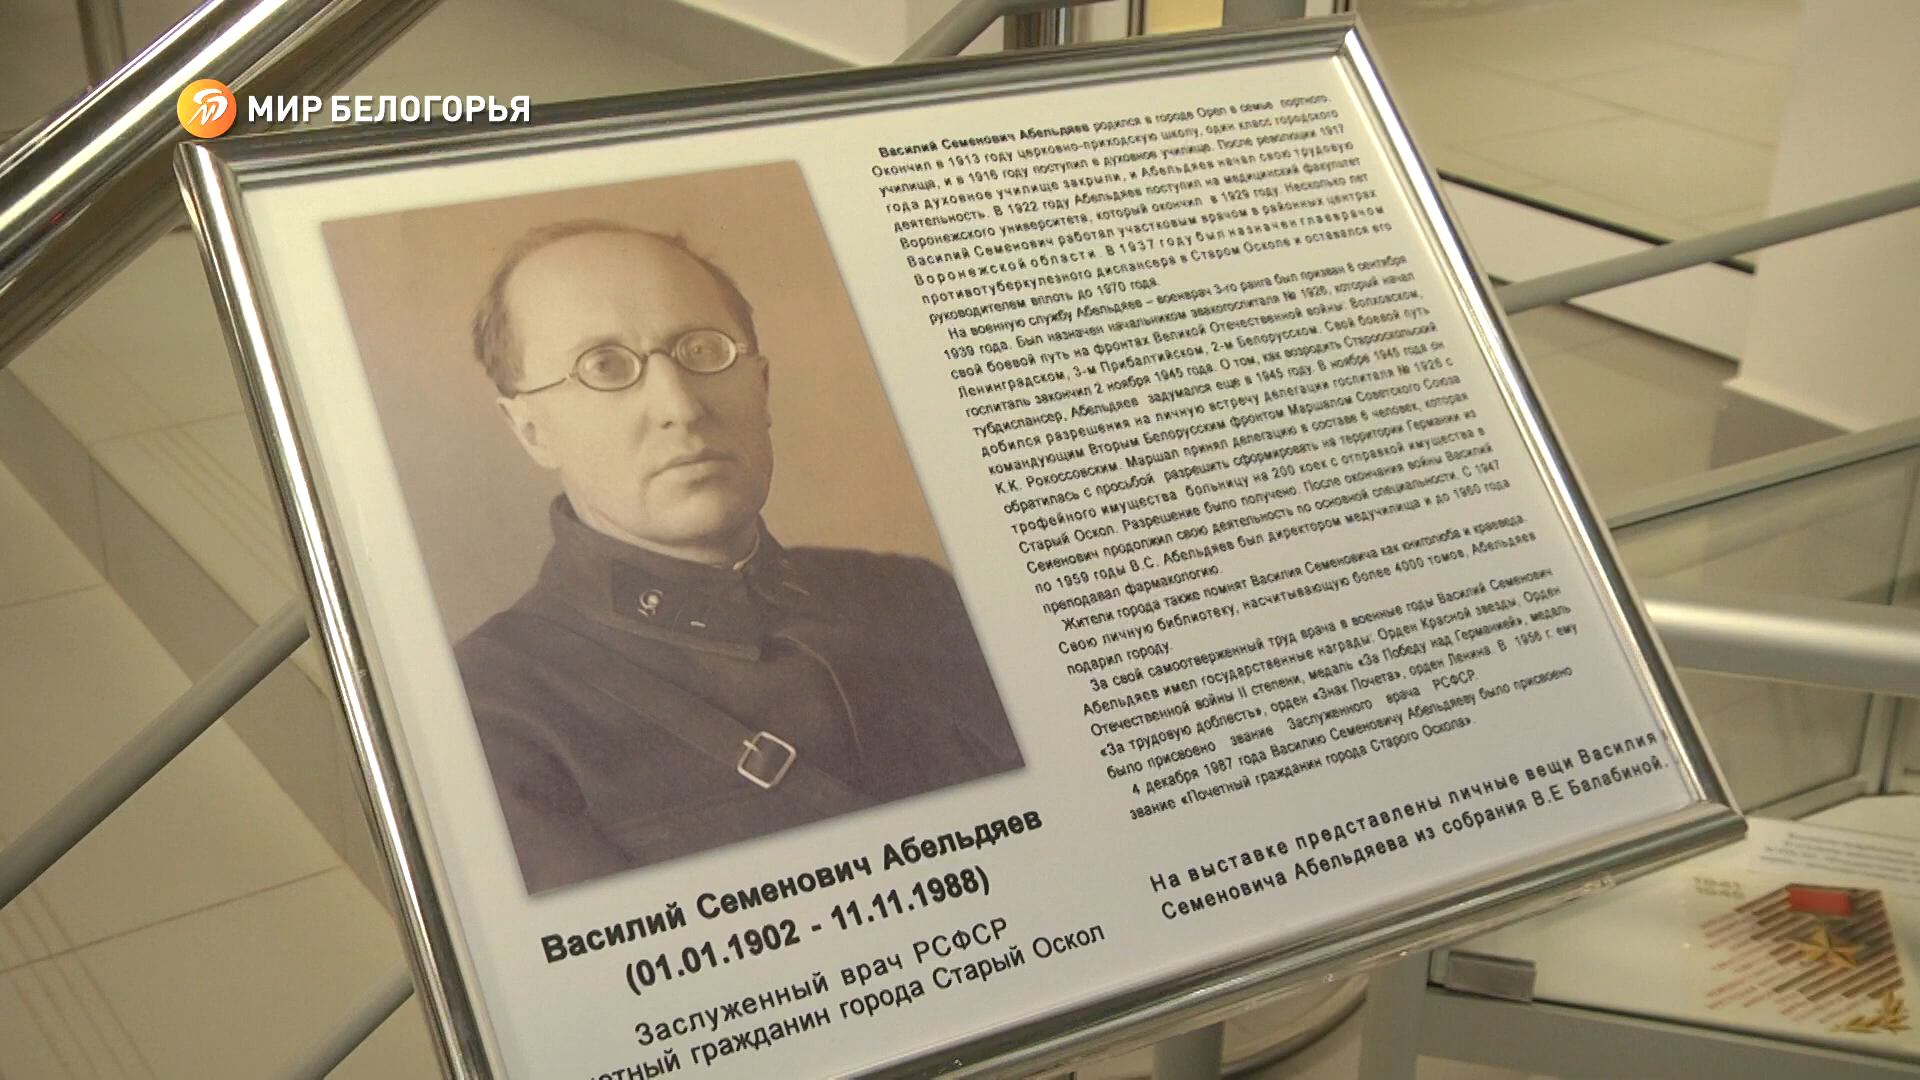 МИР БЕЛОГОРЬЯ
Василий Семенович Абельдяев родился в городе Орел в семье портного.
Окончил в 1913 году церковно-приходскую школу, один класс городского
училища, и в 1916 году поступил в духовное училище. После революции 1917
года духовное училище закрыли, и Абельдяев начал свою трудовую
деятельность. В 1922 году Абельдяев поступил на медицинский факультет
Воронежского университета, который окончил в 1929 году. Несколько лет
Василий Семенович работал участковым врачом в районных центрах
Воронежской области. В 1937 году был назначен главврачом
противотуберкулезного диспансера в Старом Осколе и оставался его
руководителем вплоть до 1970 года.
На военную службу Абельдяев – военврач 3-го ранга был призван 8 сентября
1939 года. Был назначен начальником эвакогоспиталя № 1926, который начал
свой боевой путь на фронтах Великой Отечественной войны: Волховском,
Ленинградском, 3-м Прибалтийском, 2-м Белорусском. Свой боевой путь
госпиталь закончил 2 ноября 1945 года. О том, как возродить Старооскольский
тубдиспансер, Абельдяев задумался еще в 1945 году. В ноябре 1945 года он
добился разрешения на личную встречу делегации госпиталя № 1926 с
командующим Вторым Белорусским фронтом Маршалом Советского Союза
К.К. Рокоссовским. Маршал принял делегацию в составе 6 человек, которая
обратилась с просьбой разрешить сформировать на территории Германии из
трофейного имущества больницу на 200 коек с отправкой имущества в
Старый Оскол. Разрешение было получено. После окончания войны Василий
Семенович продолжил свою деятельность по основной специальности. С 1947
по 1959 годы В.С. Абельдяев был директором медучилища и до 1960 года
преподавал фармакологию.
Жители города также помнят Василия Семеновича как книголюба и краеведа.
Свою личную библиотеку, насчитывающую более 4000 томов, Абельдяев
подарил городу.
За свой самоотверженный труд врача в военные годы Василий Семенович
Абельдяев имел государственные награды: Орден Красной звезды, Орден
Отечественной войны II степени, медаль «За Победу над Германией», медаль
«За трудовую доблесть», орден «Знак Почета», орден Ленина. В 1956 г. ему
было присвоено звание Заслуженного врача РСФСР.
4 декабря 1987 года Василию Семеновичу Абельдяеву было присвоено
звание «Почетный гражданин города Старого Оскола».
На выставке представлены личные вещи Василия
Семеновича Абельдяева из собрания В.Е Балабиной.
Василий Семенович Абельдяев
(01.01.1902 - 11.11.1988)
Заслуженный врач РСФСР
етный гражданин города Старый Оскол
1941
1945